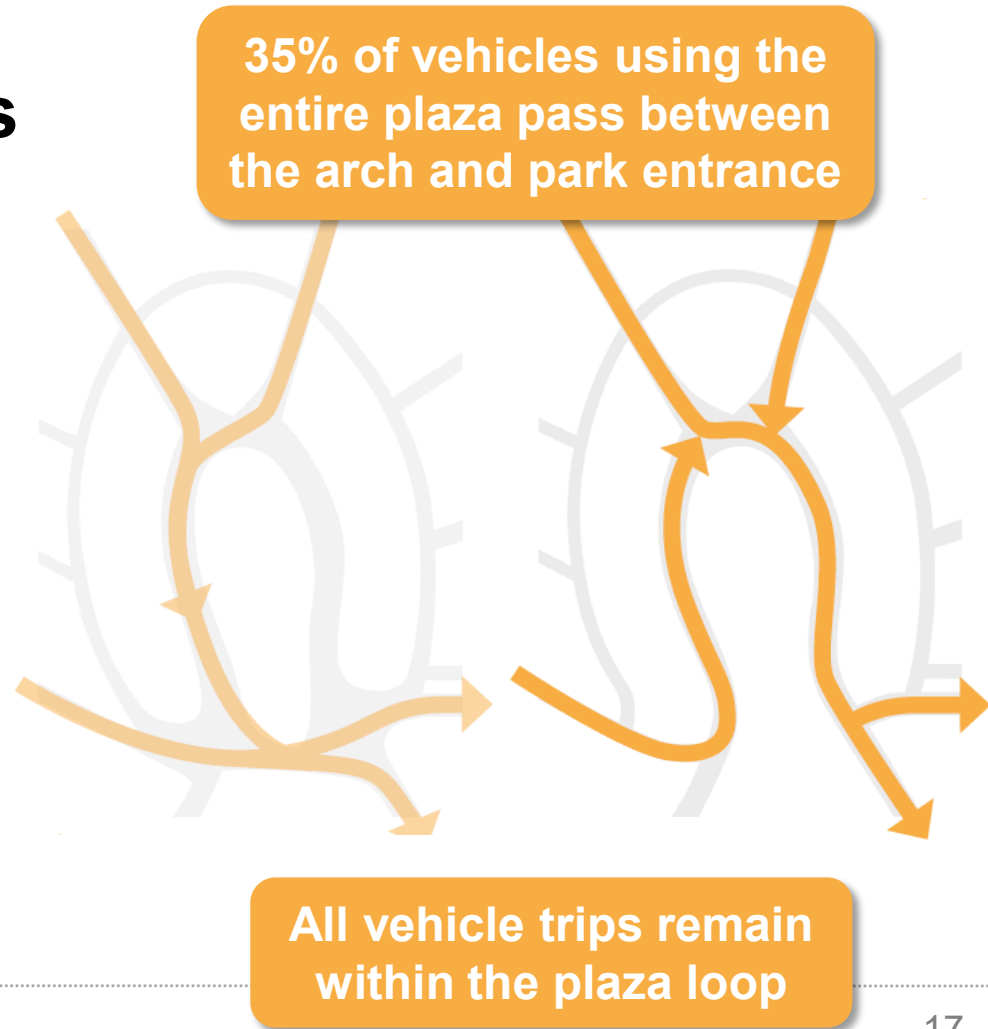 s
35% of vehicles using the
entire plaza pass between
the arch and park entrance
All vehicle trips remain
within the plaza loop
17